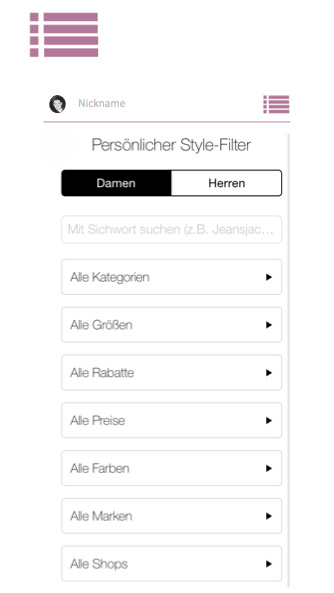 Nickname
Persönlicher Style-Filter
Damen
Herren
Mit Sichwort suchen (z.B. Jeansjac...
Alle Kategorien
Alle Größen
Alle Rabatte
Alle Preise
Alle Farben
Alle Marken
Alle Shops